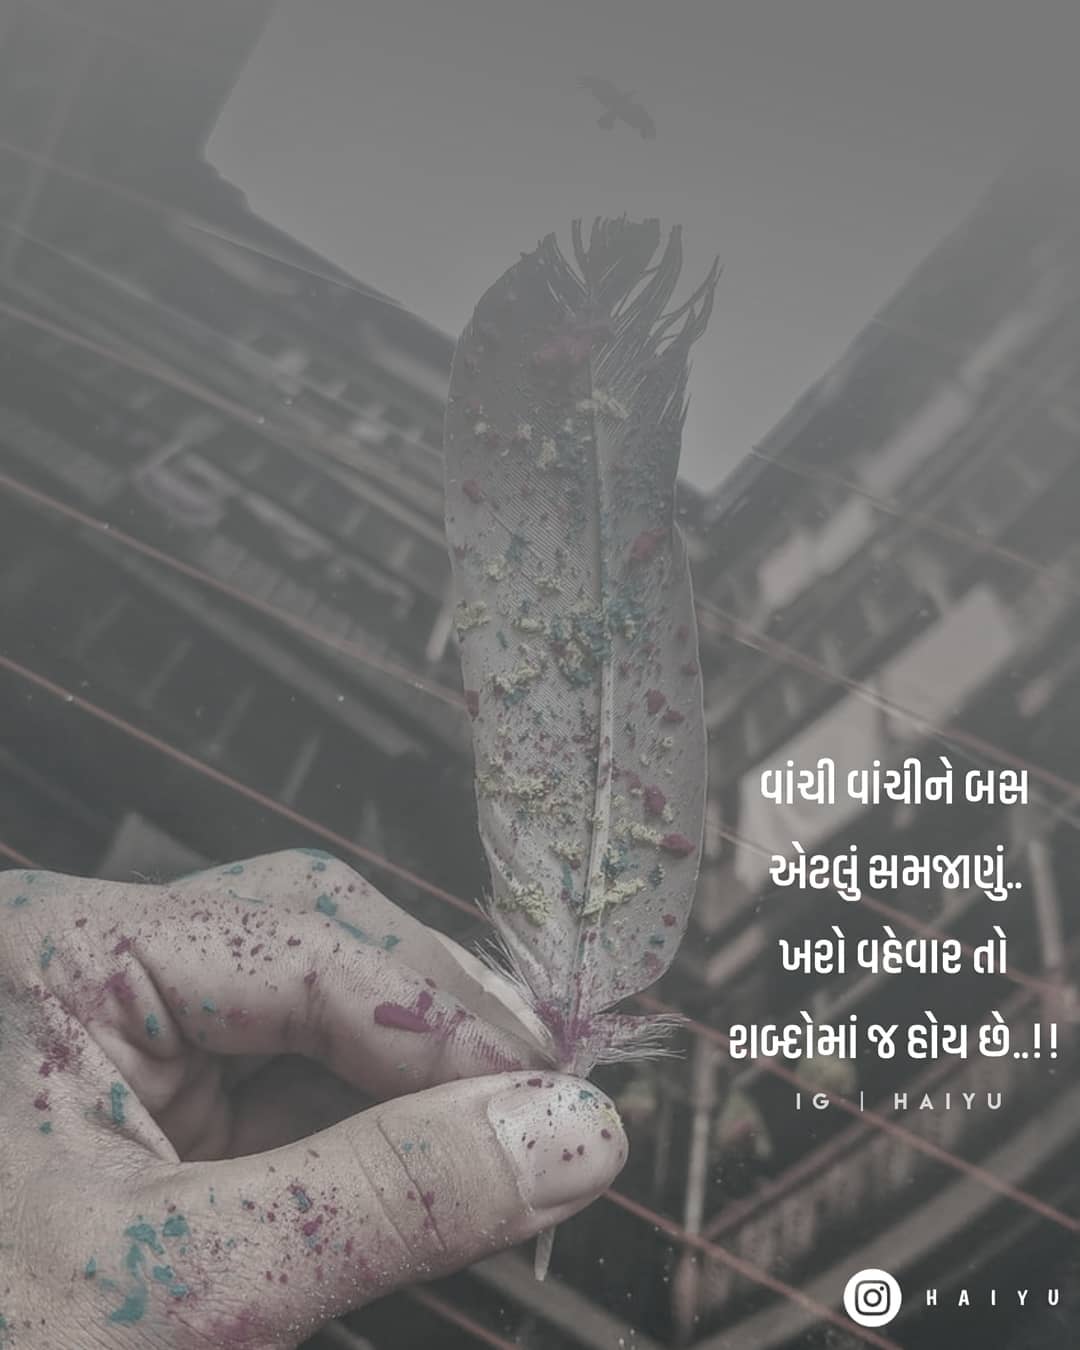 વાંચી વાંચીને બસ
એટલું સમજાણું..
ખરો વહેવાર તો
શબ્દોમાં જ હોય છે..!!
IG | HAIYU
HAIYU